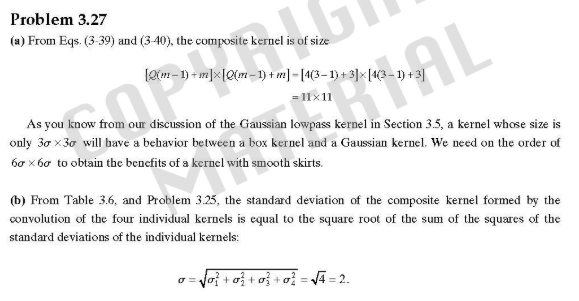 Problem 3.27
(a) From Eqs. (3-39) and (3-40), the composite kernel is of size
[Q(m−1)+m]×[Q(m−1)+m] = [4(3−1)+3]×[4(3−1)+3]
= 11×11
As you know from our discussion of the Gaussian lowpass kernel in Section 3.5, a kernel whose size is
only 3σ×3σ will have a behavior between a box kernel and a Gaussian kernel. We need on the order of
6σ×6σ to obtain the benefits of a kernel with smooth skirts.
(b) From Table 3.6, and Problem 3.25, the standard deviation of the composite kernel formed by the
convolution of the four individual kernels is equal to the square root of the sum of the squares of the
standard deviations of the individual kernels:
σ = √(σ₁² + σ₂² + σ₃² + σ₄²) = √4 = 2.
COPYRIGHT
MATERIAL